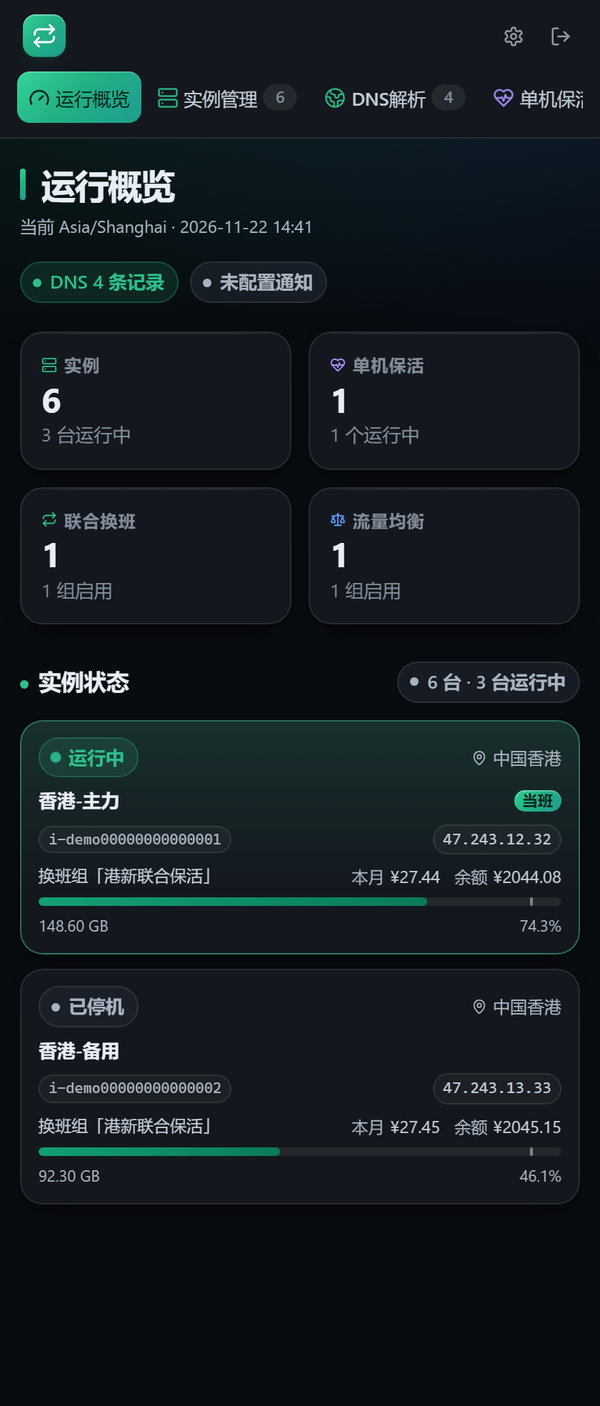 运行概览 实例管理 6 DNS解析 4 单机保活
运行概览
当前 Asia/Shanghai · 2026-11-22 14:41
DNS 4 条记录 未配置通知
实例 单机保活
6 1
3 台运行中 1 个运行中
联合换班 流量均衡
1 1
1 组启用 1 组启用
实例状态 6 台 · 3 台运行中
运行中 中国香港
香港-主力 当班
i-demo00000000000001 47.243.12.32
换班组「港新联合保活」 本月 ¥27.44 余额 ¥2044.08
148.60 GB 74.3%
已停机 中国香港
香港-备用
i-demo00000000000002 47.243.13.33
换班组「港新联合保活」 本月 ¥27.45 余额 ¥2045.15
92.30 GB 46.1%